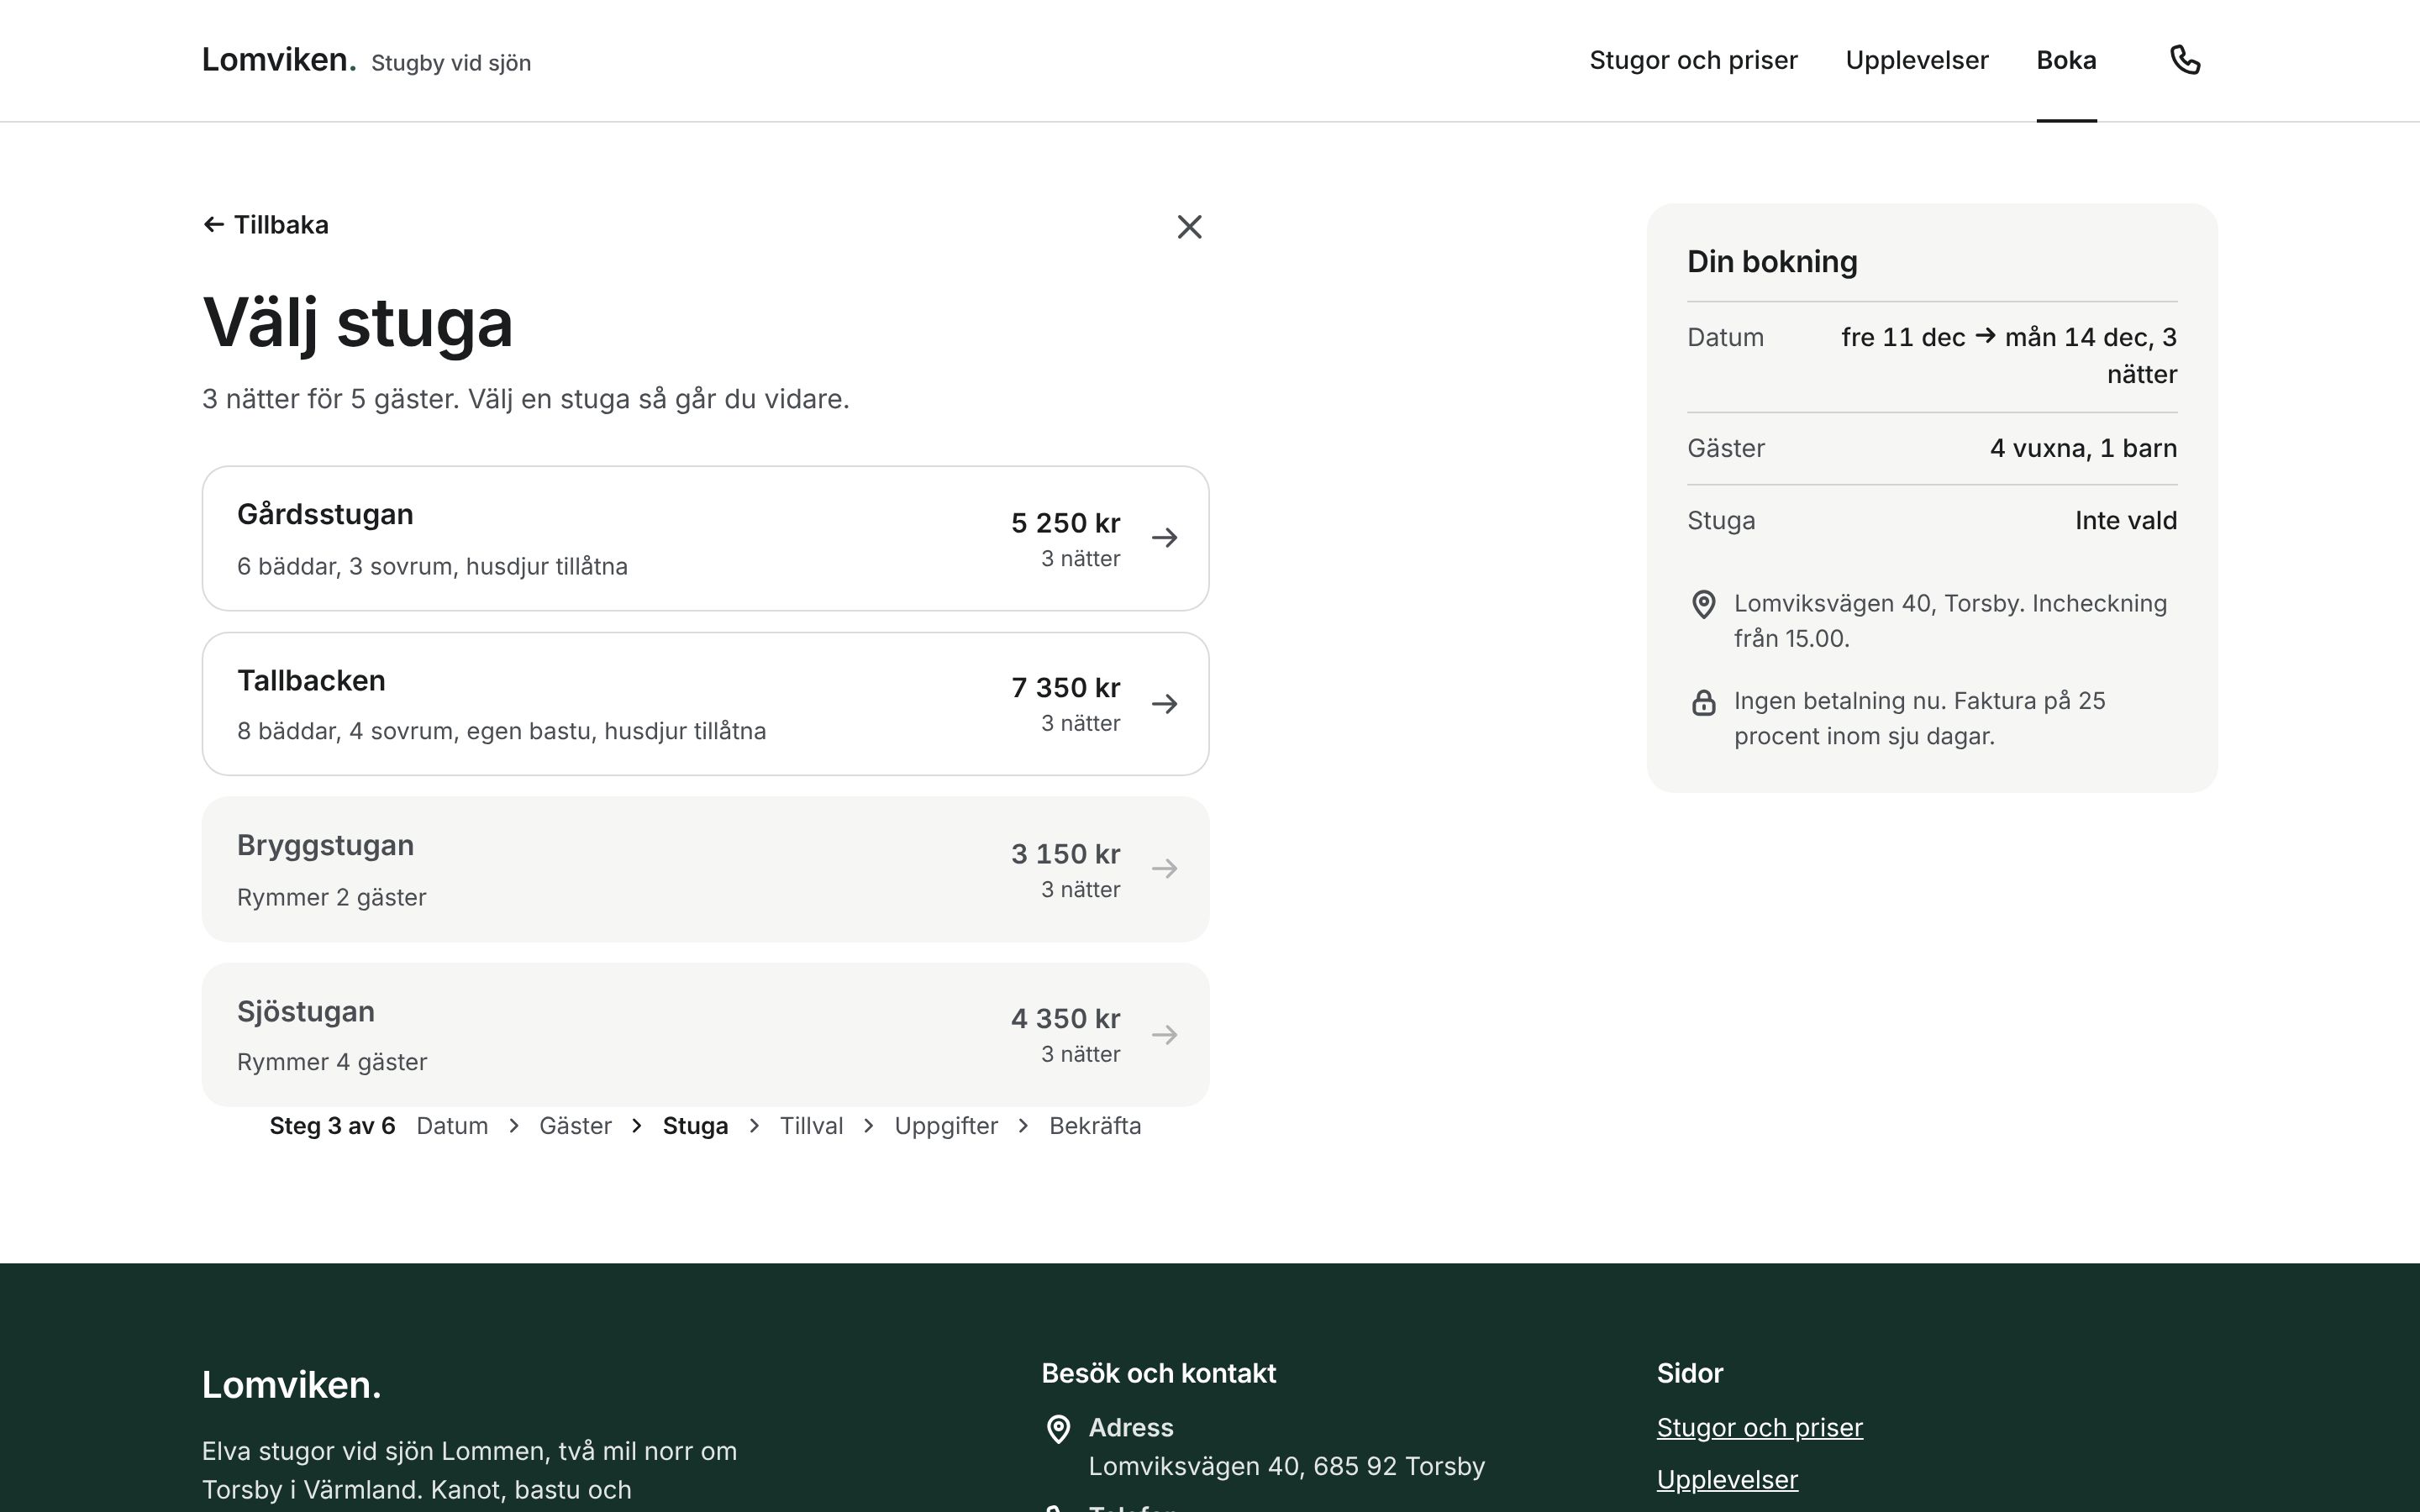 Lomviken. Stugby vid sjön
Stugor och priser Upplevelser Boka
Tillbaka
Välj stuga
3 nätter för 5 gäster. Välj en stuga så går du vidare.
Gårdsstugan
6 bäddar, 3 sovrum, husdjur tillåtna
5 250 kr
3 nätter
Tallbacken
8 bäddar, 4 sovrum, egen bastu, husdjur tillåtna
7 350 kr
3 nätter
Bryggstugan
Rymmer 2 gäster
3 150 kr
3 nätter
Sjöstugan
Rymmer 4 gäster
4 350 kr
3 nätter
Steg 3 av 6 Datum > Gäster > Stuga > Tillval > Uppgifter > Bekräfta
Din bokning
Datum fre 11 dec → mån 14 dec, 3
nätter
Gäster 4 vuxna, 1 barn
Stuga Inte vald
Lomviksvägen 40, Torsby. Incheckning
från 15.00.
Ingen betalning nu. Faktura på 25
procent inom sju dagar.
Lomviken.
Elva stugor vid sjön Lommen, två mil norr om
Torsby i Värmland. Kanot, bastu och
Besök och kontakt
Adress
Lomviksvägen 40, 685 92 Torsby
Sidor
Stugor och priser
Upplevelser